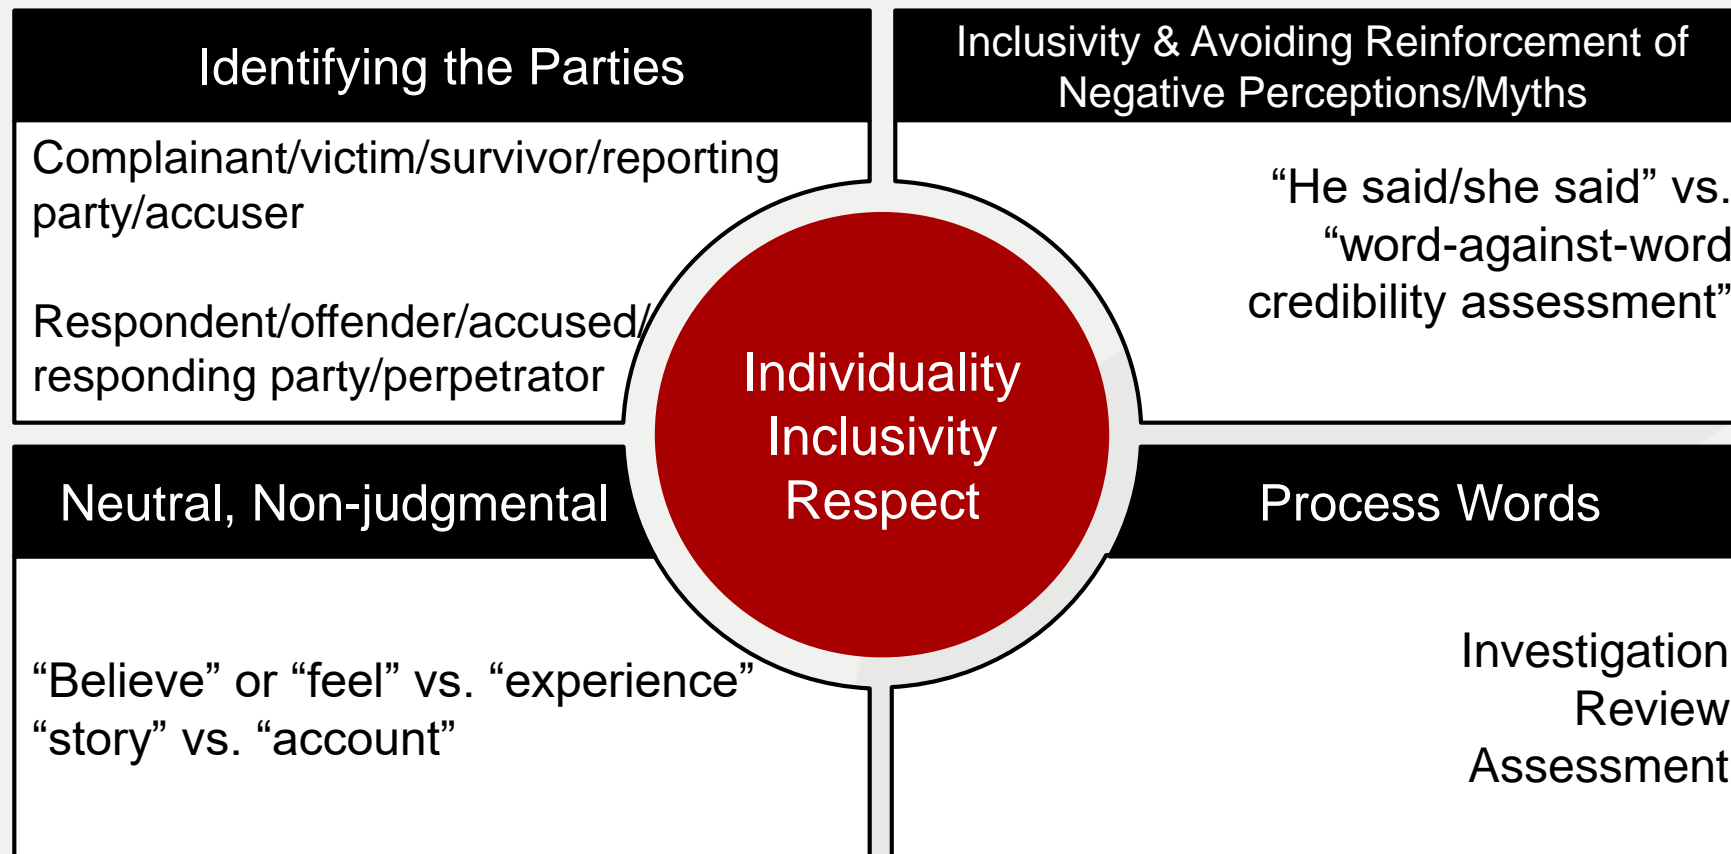 Identifying the Parties
Complainant/victim/survivor/reporting
party/accuser
Respondent/offender/accused/
responding party/perpetrator
Inclusivity & Avoiding Reinforcement of
Negative Perceptions/Myths
“He said/she said” vs.
“word-against-word
credibility assessment”
Individuality
Inclusivity
Respect
Neutral, Non-judgmental
“Believe” or “feel” vs. “experience”
“story” vs. “account”
Process Words
Investigation
Review
Assessment